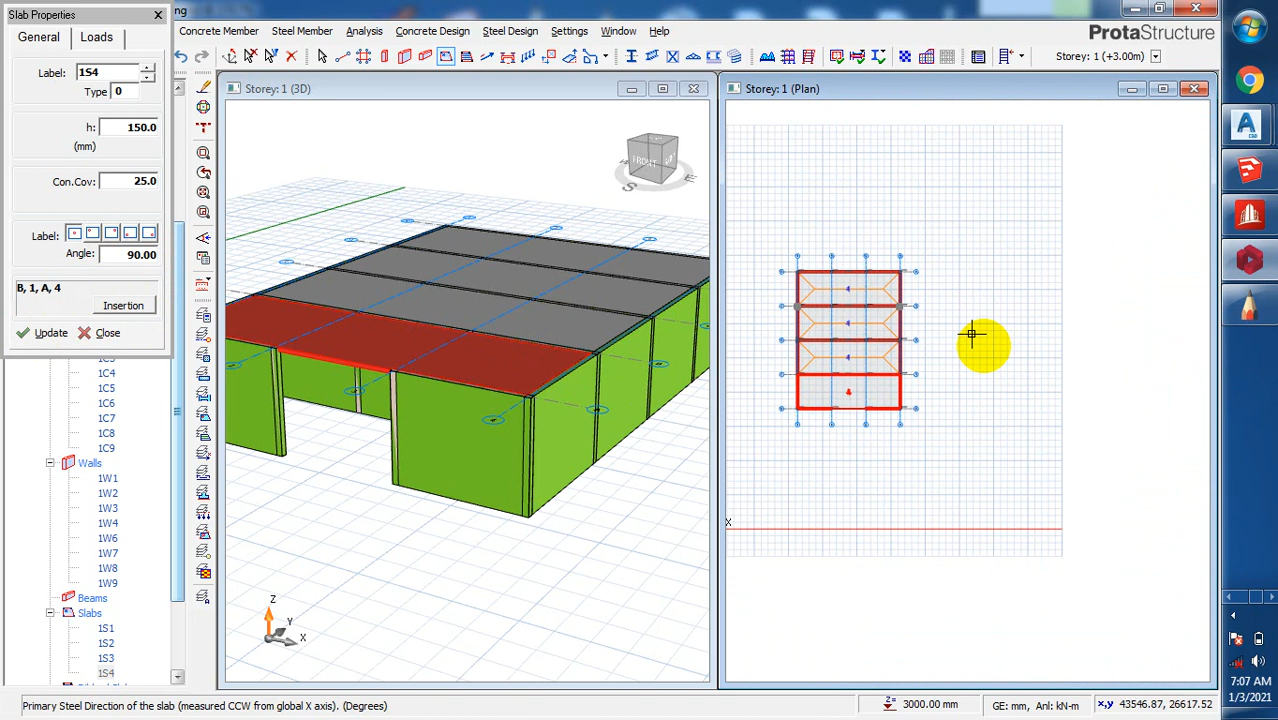 Slab Properties
ng
General Loads
Concrete Member Steel Member Analysis Concrete Design Steel Design Settings Window Help
ProtaStructure
Storey: 1 (+3.00m)
Label: 1S4
Type 0
h: 150.0
(mm)
Con.Cov: 25.0
Label:
Angle: 90.00
B, 1, A, 4
Insertion
Update Close
Storey: 1 (3D)
Storey: 1 (Plan)
FRONT
S
E
1C4
1C5
1C6
1C7
1C8
1C9
Walls
1W1
1W2
1W3
1W4
1W6
1W7
1W8
1W9
Beams
Slabs
1S1
1S2
1S3
1S4
Z
Y
X
X
Primary Steel Direction of the slab (measured CCW from global X axis). (Degrees)
Z= 3000.00 mm
GE: mm, Anl: kN-m
x,y 43546.87, 26617.52
7:07 AM
1/3/2021